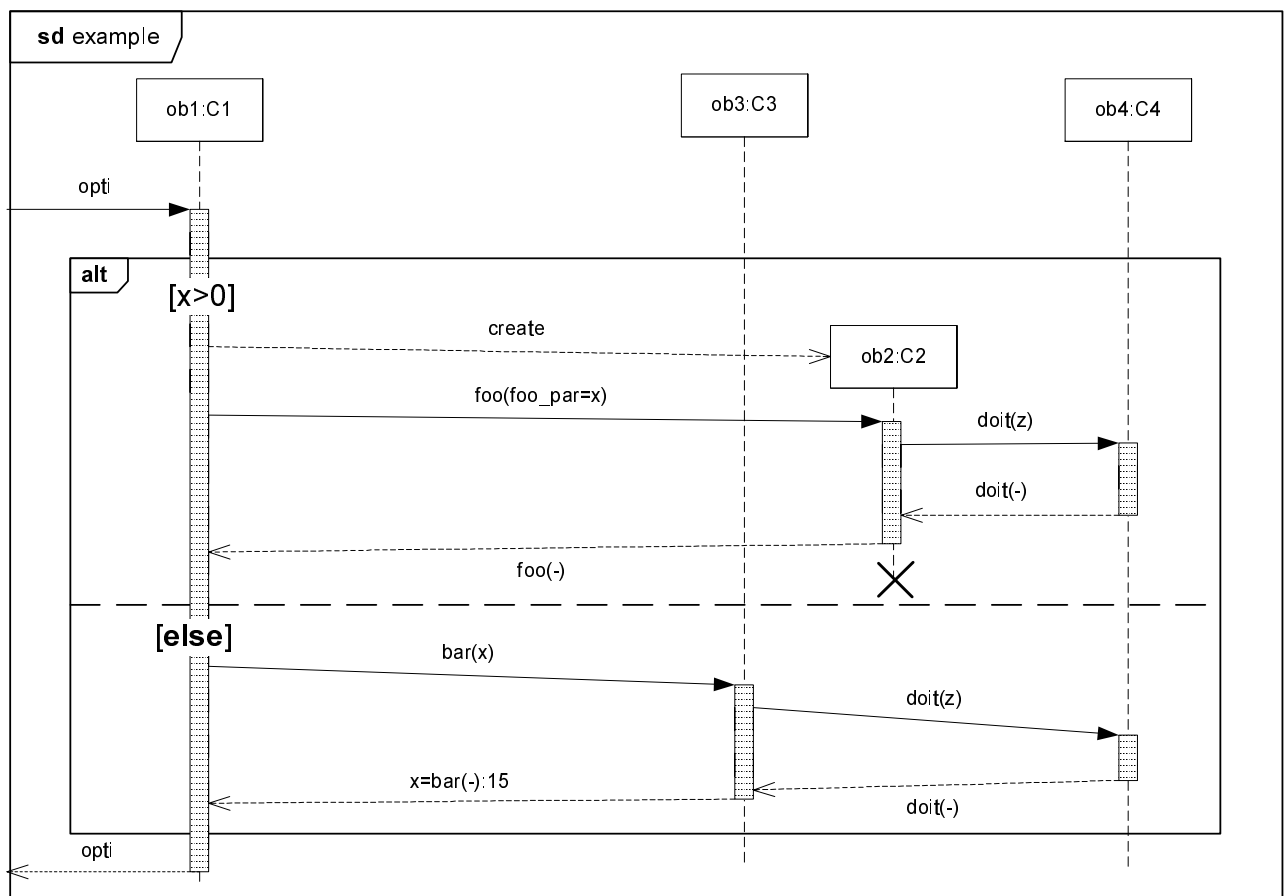 sd example
ob1:C1
ob3:C3
ob4:C4
opti
alt
[x>0]
create
ob2:C2
foo(foo_par=x)
doit(z)
doit(-)
foo(-)
[else]
bar(x)
doit(z)
x=bar(-):15
doit(-)
opti